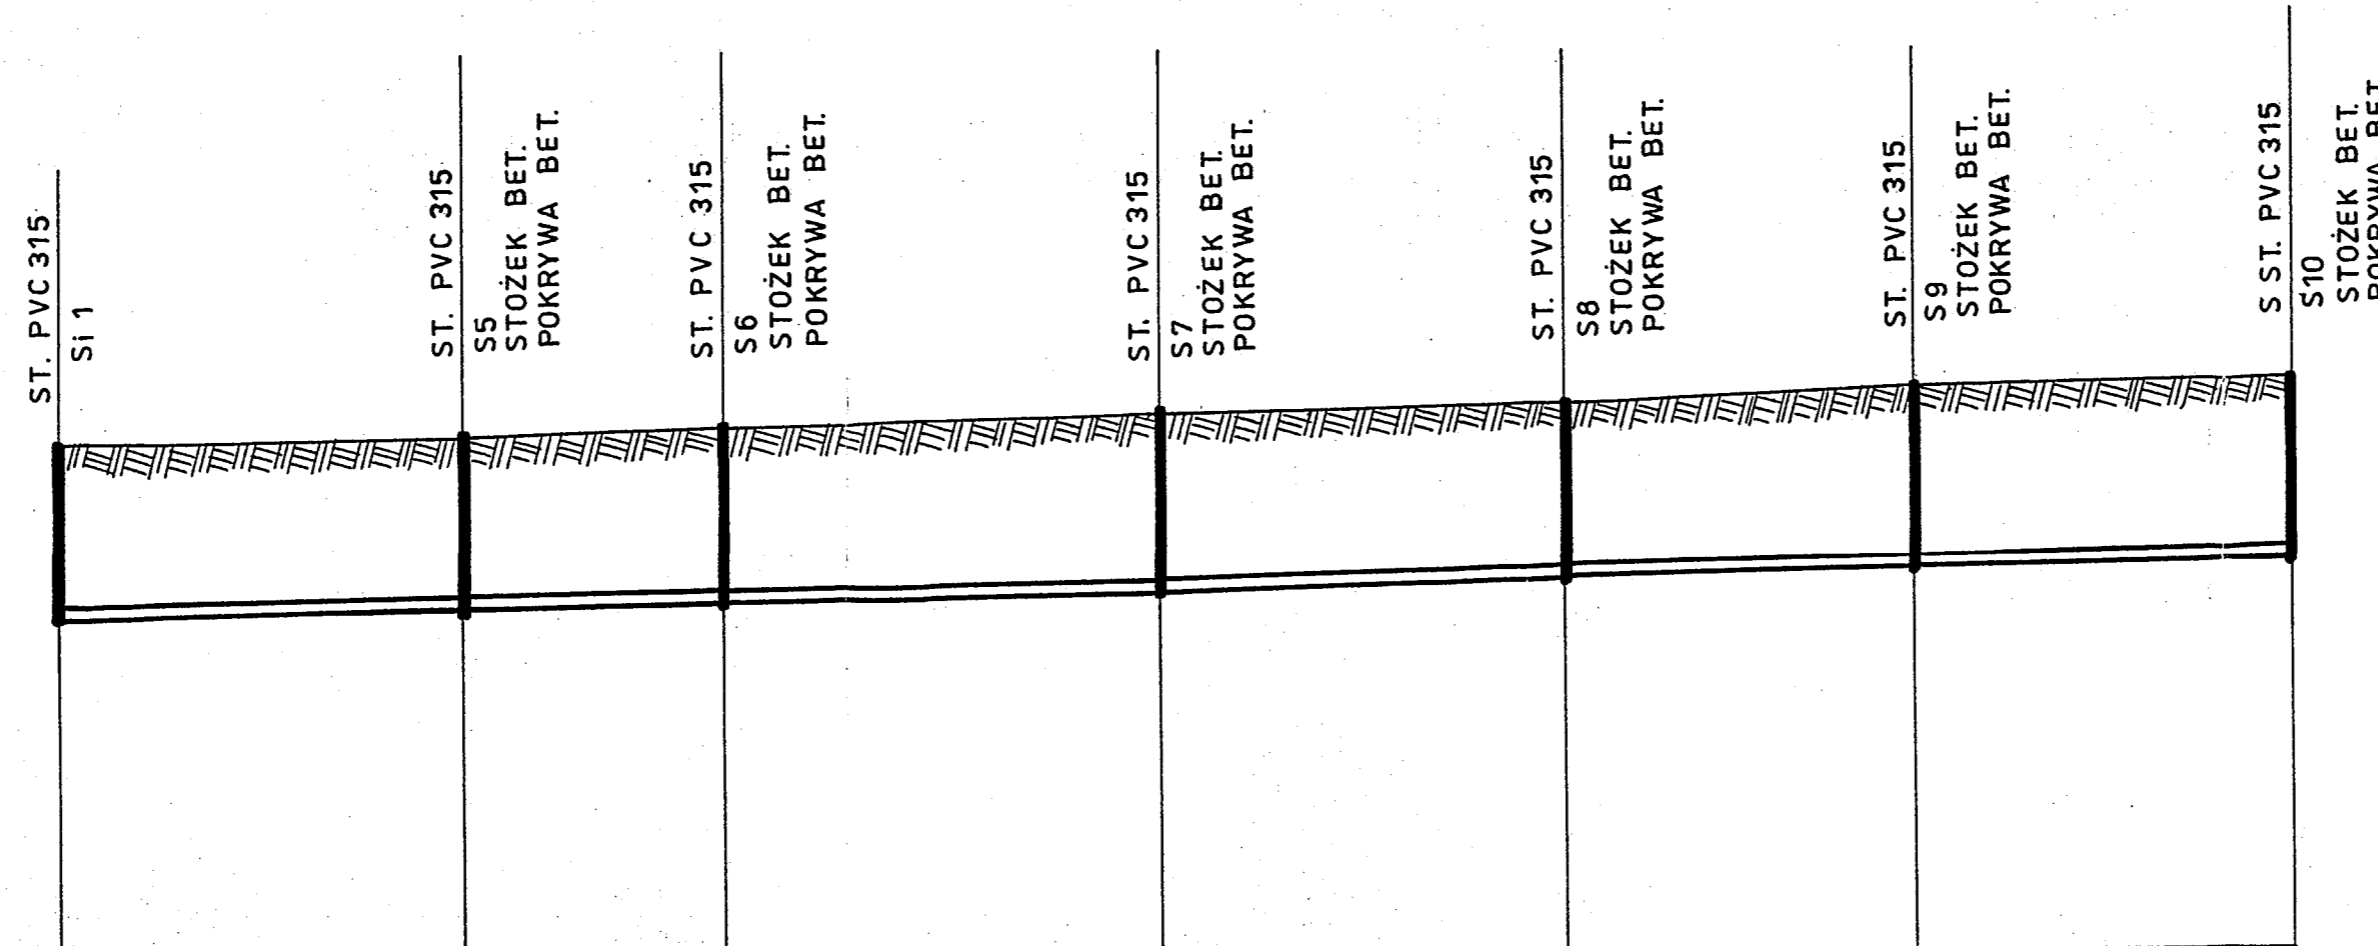 ST. PVC 315
Si 1
ST. PVC 315
S5
STOŻEK BET.
POKRYWA BET.
ST. PVC 315
S6
STOŻEK BET.
POKRYWA BET.
ST. PVC 315
S7
STOŻEK BET.
POKRYWA BET.
ST. PVC 315
S8
STOŻEK BET.
POKRYWA BET.
ST. PVC 315
S9
STOŻEK BET.
POKRYWA BET.
S ST. PVC 315
S10
STOŻEK BET.
POKRYWA BET